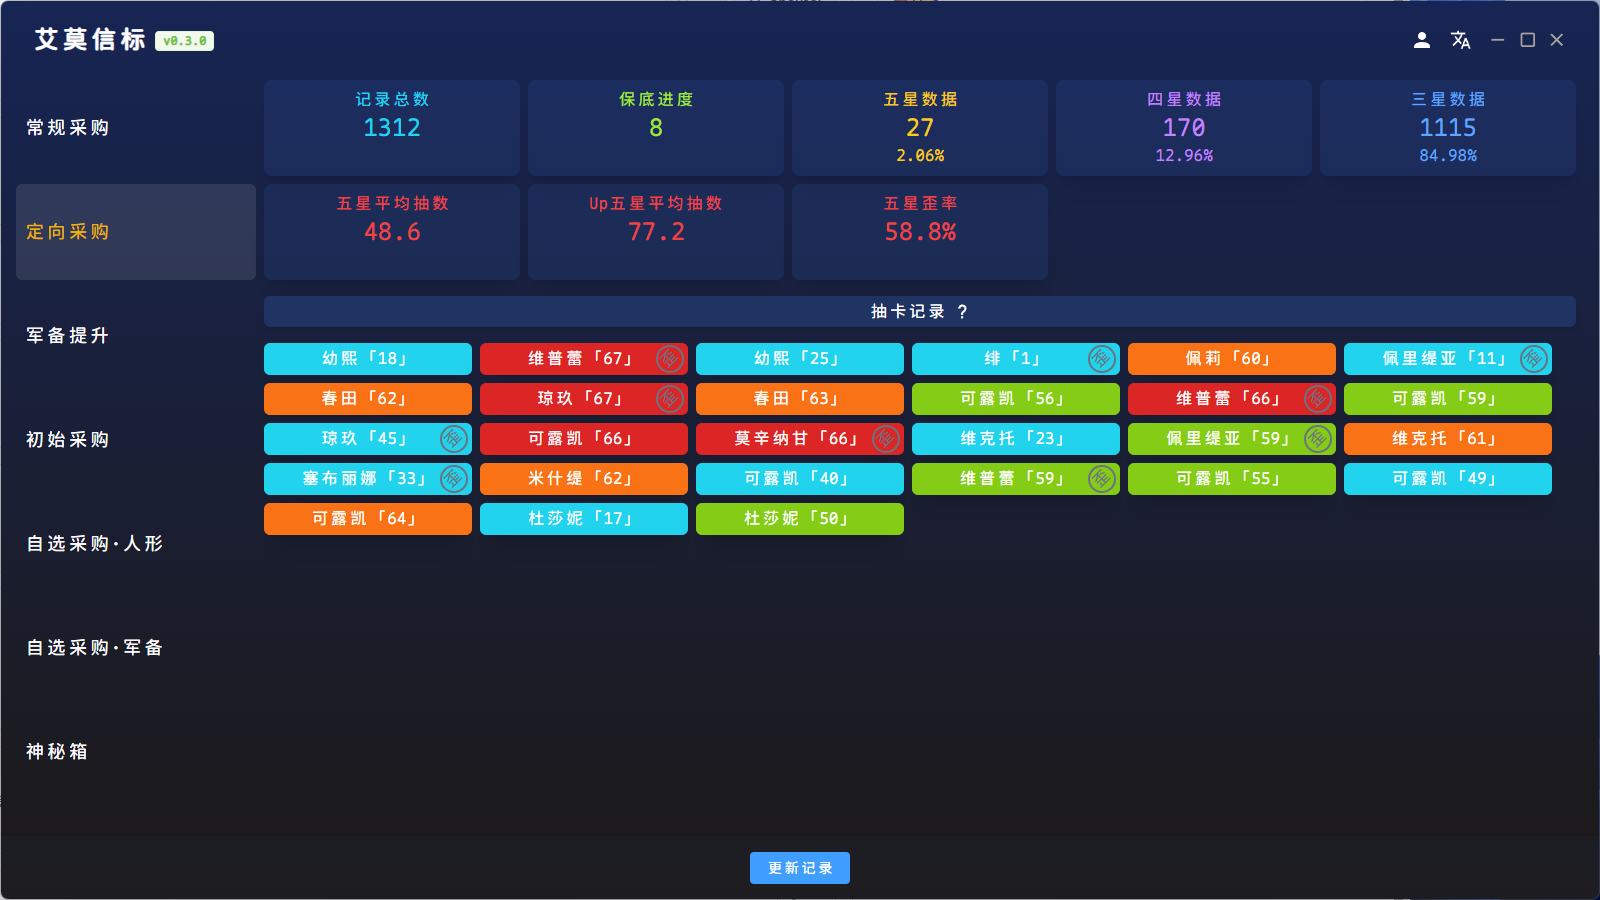 艾莫信标 v0.3.0
常规采购
定向采购
军备提升
初始采购
自选采购·人形
自选采购·军备
神秘箱
记录总数
1312
保底进度
8
五星数据
27
2.06%
四星数据
170
12.96%
三星数据
1115
84.98%
五星平均抽数
48.6
Up五星平均抽数
77.2
五星歪率
58.8%
抽卡记录 ?
幼熙「18」
维普蕾「67」 歪
幼熙「25」
绯「1」 歪
佩莉「60」
佩里缇亚「11」 歪
春田「62」
琼玖「67」 歪
春田「63」
可露凯「56」
维普蕾「66」 歪
可露凯「59」
琼玖「45」 歪
可露凯「66」
莫辛纳甘「66」 歪
维克托「23」
佩里缇亚「59」 歪
维克托「61」
塞布丽娜「33」 歪
米什缇「62」
可露凯「40」
维普蕾「59」 歪
可露凯「55」
可露凯「49」
可露凯「64」
杜莎妮「17」
杜莎妮「50」
更新记录